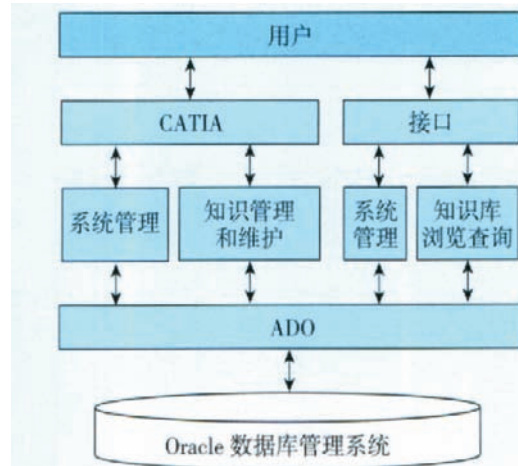 用户
CATIA
接口
系统管理
知识管理
和维护
系统
管理
知识库
浏览查询
ADO
Oracle 数据库管理系统